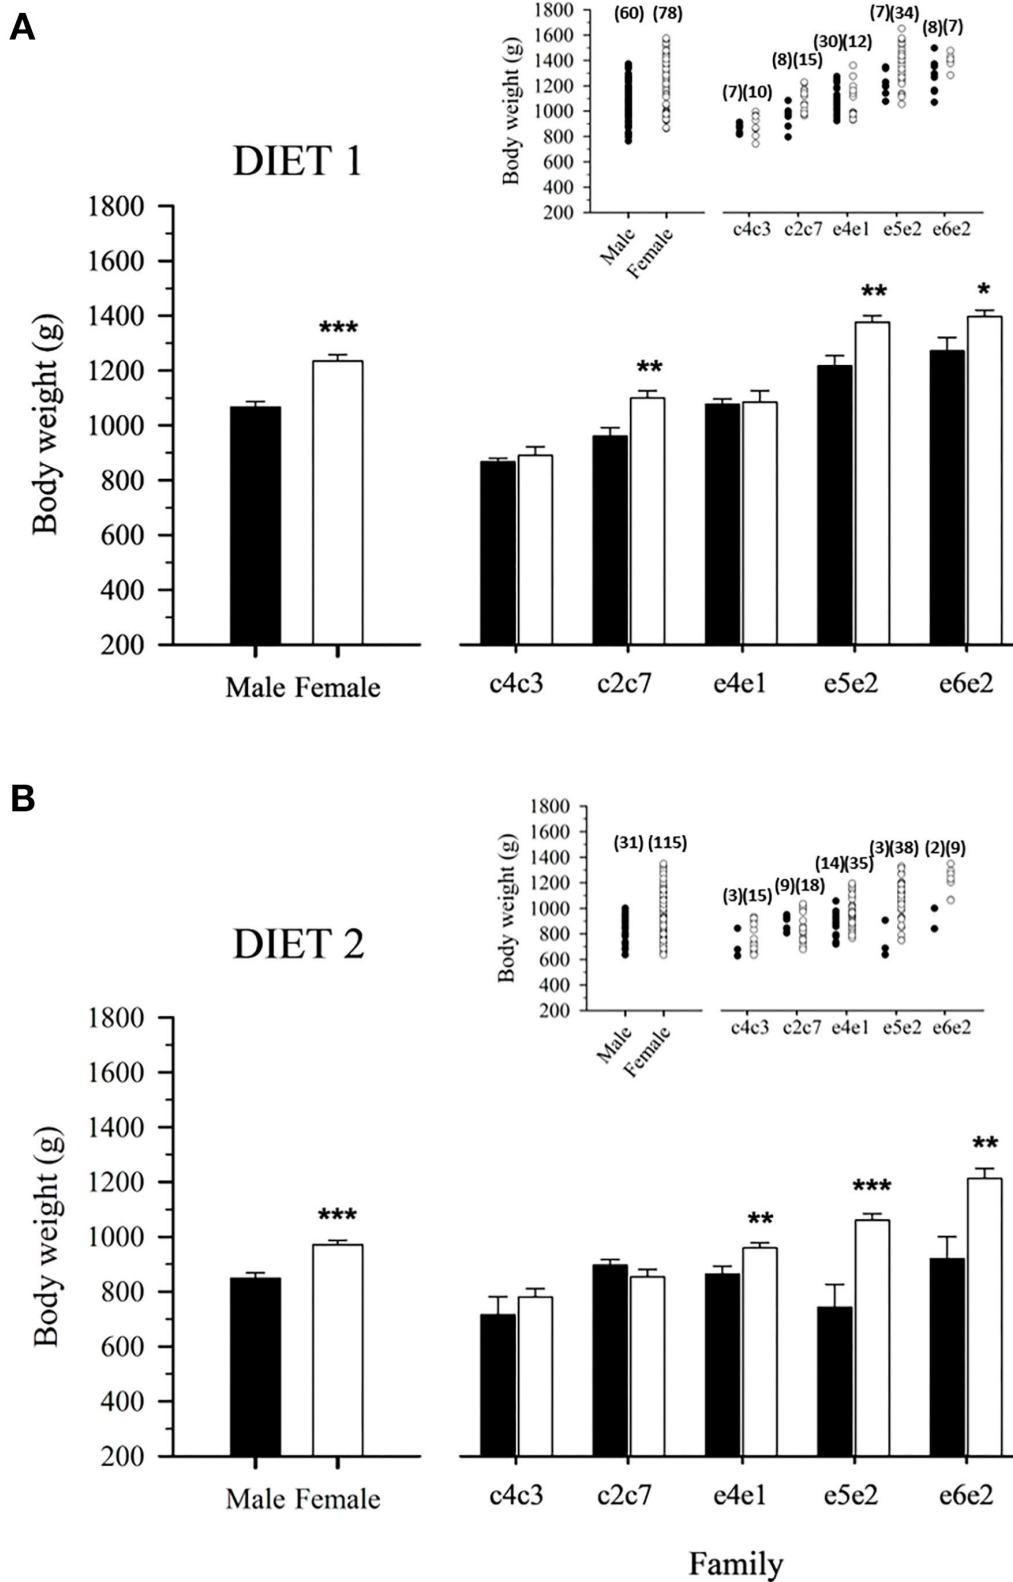 A
DIET 1
Body weight (g)
1800
1600
1400
1200
1000
800
600
400
200
(60) (78)
Male
Female
(7)(10)
(8)(15)
(30)(12)
(7)(34)
(8)(7)
c4c3 c2c7 e4e1 e5e2 e6e2
Body weight (g)
1800
1600
1400
1200
1000
800
600
400
200
***
Male Female
**
**
*
c4c3 c2c7 e4e1 e5e2 e6e2
B
DIET 2
Body weight (g)
1800
1600
1400
1200
1000
800
600
400
200
(31) (115)
Male
Female
(3)(15)
(9)(18)
(14)(35)
(3)(38)
(2)(9)
c4c3 c2c7 e4e1 e5e2 e6e2
Body weight (g)
1800
1600
1400
1200
1000
800
600
400
200
***
Male Female
**
***
**
c4c3 c2c7 e4e1 e5e2 e6e2
Family